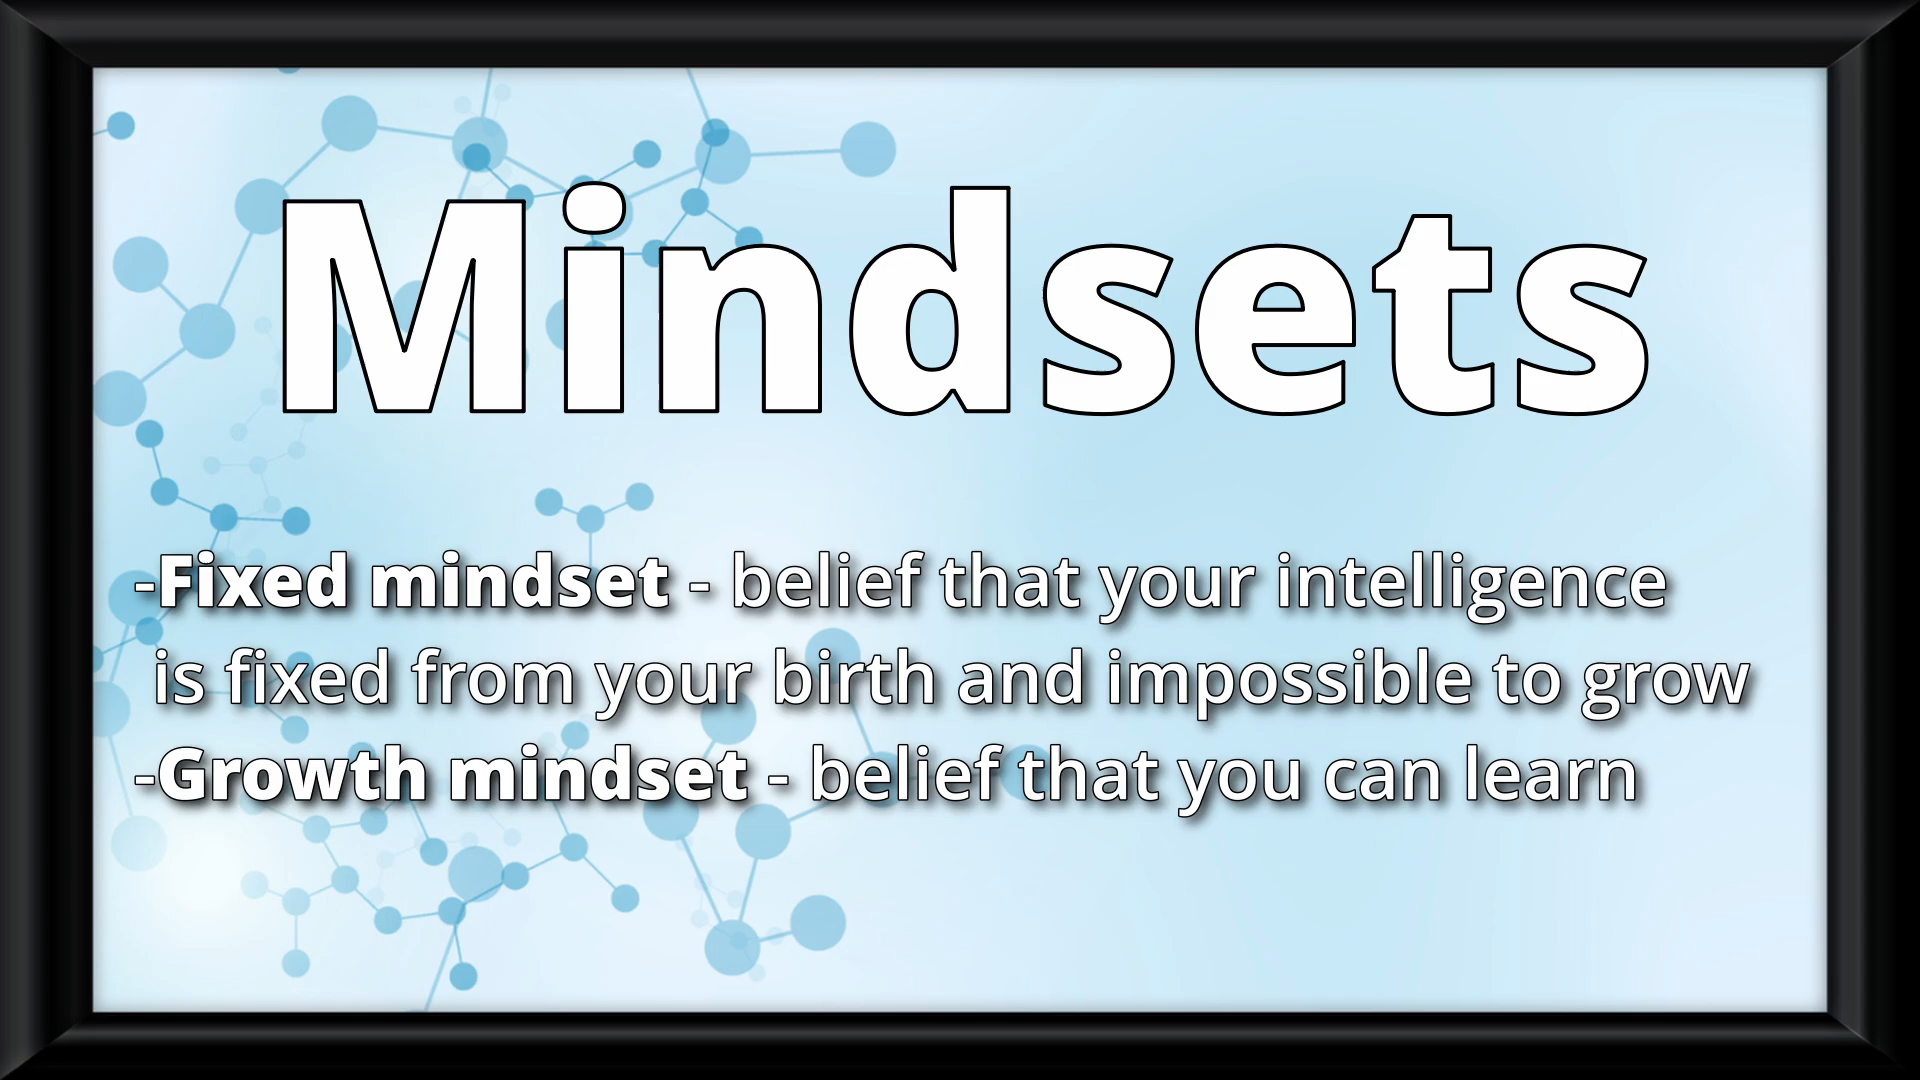 Mindsets
-Fixed mindset - belief that your intelligence
is fixed from your birth and impossible to grow
-Growth mindset - belief that you can learn